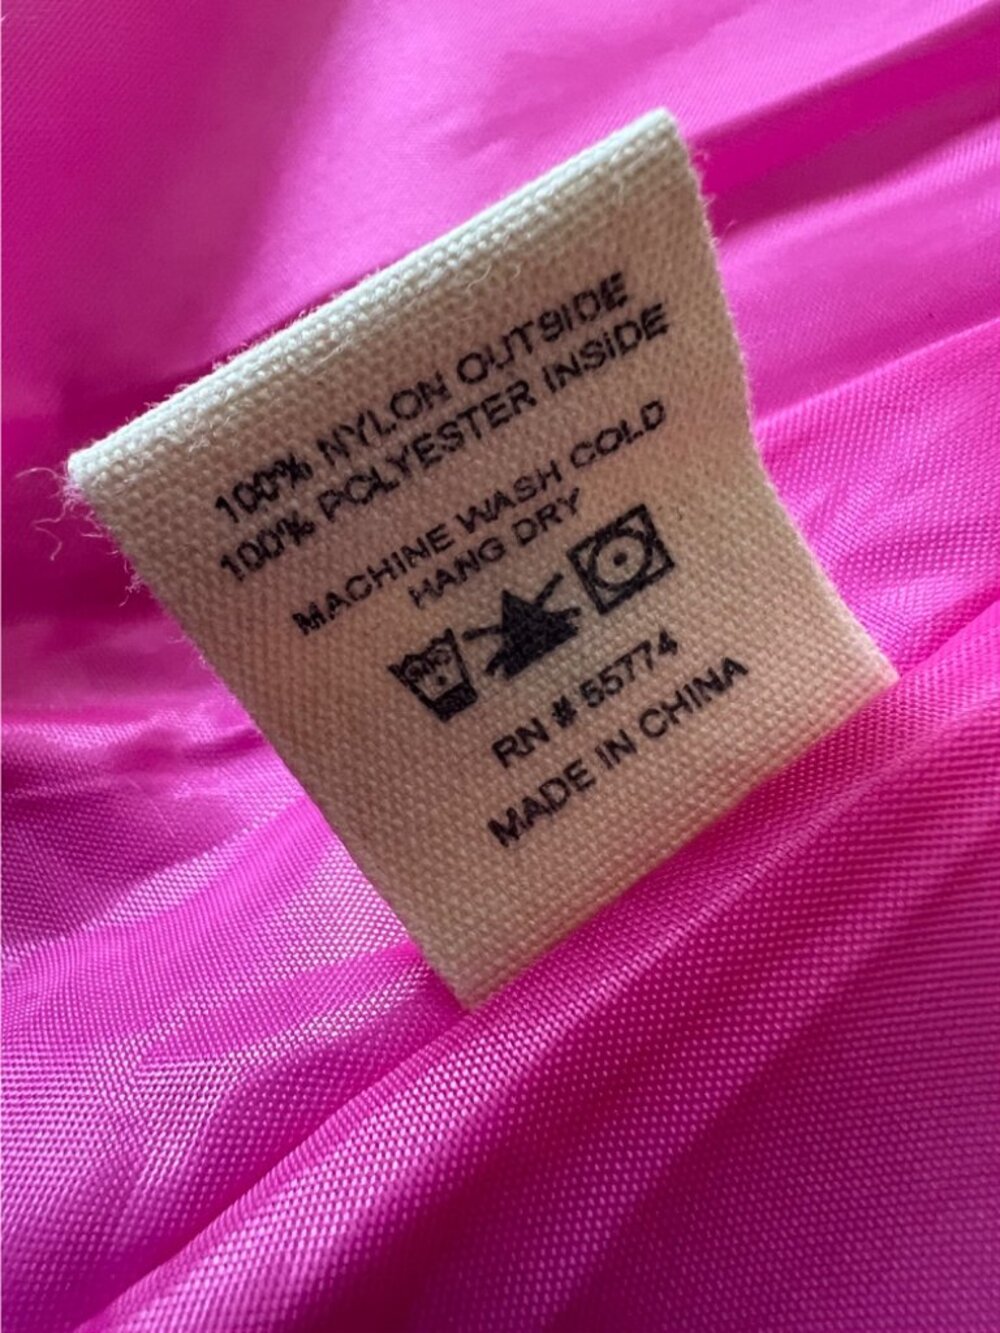 100% NYLON OUTSIDE
100% POLYESTER INSIDE
MACHINE WASH COLD
HANG DRY
RN # 55774
MADE IN CHINA